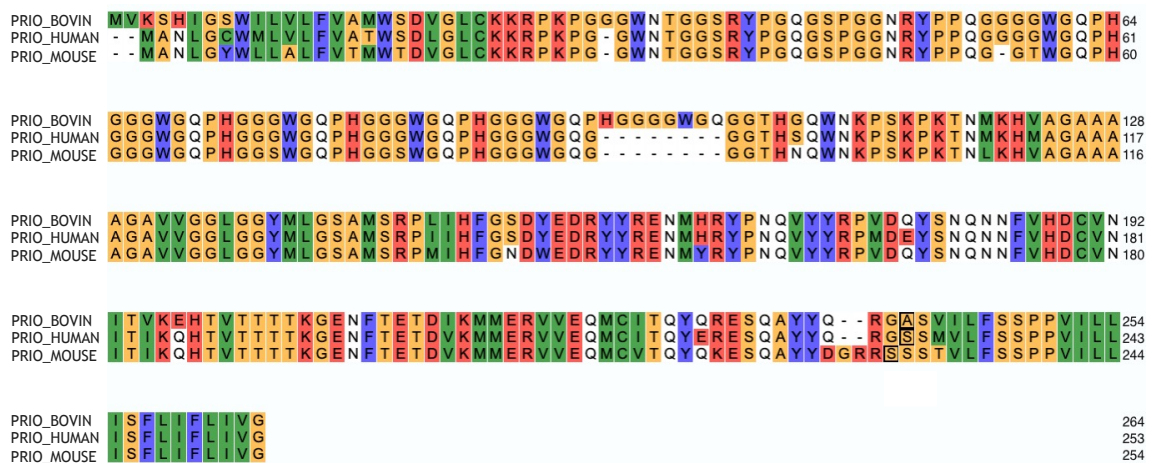 PRIO_BOVIN MVKSHIGSWILVLFVAMWSDVGLCKKRPKPGGGWNTGGSRYPGQGSPGGNRYPPQGGGGWGQPH 64
PRIO_HUMAN --MANLGCWMLVLFVATWSDLGLCKKRPKPG-GWNTGGSRYPGQGSPGGNRYPPQGGGGWGQPH 61
PRIO_MOUSE --MANLGYWLLALFVTMWTDVGLCKKRPKPG-GWNTGGSRYPGQGSPGGNRYPPQG-GTWGQPH 60
PRIO_BOVIN GGGWGQPHGGGWGQPHGGGWGQPHGGGWGQPHGGGGWGQGGTHGQWNKPSKPKTNMKHVAGAAA 128
PRIO_HUMAN GGGWGQPHGGGWGQPHGGGWGQPHGGGWGQG--------GGTHSQWNKPSKPKTNMKHMAGAAA 117
PRIO_MOUSE GGGWGQPHGGSWGQPHGGSWGQPHGGGWGQG--------GGTHNQWNKPSKPKTNLKHVAGAAA 116
PRIO_BOVIN AGAVVGGLGGYMLGSAMSRPLIHFGSDYEDRYYRENMHRYPNQVYYRPVDQYSNQNNFVHDCVN 192
PRIO_HUMAN AGAVVGGLGGYMLGSAMSRPIIHFGSDYEDRYYRENMHRYPNQVYYRPMDEYSNQNNFVHDCVN 181
PRIO_MOUSE AGAVVGGLGGYMLGSAMSRPMIHFGNDWEDRYYRENMYRYPNQVYYRPVDQYSNQNNFVHDCVN 180
PRIO_BOVIN ITVKEHTVTTTTKGENFTETDIKMMERVVEQMCITQYQRESQAYYQ--RGASVILFSSPPVILL 254
PRIO_HUMAN ITIKQHTVTTTTKGENFTETDVKMMERVVEQMCITQYERESQAYYQ--RGSSMVLFSSPPVILL 243
PRIO_MOUSE ITIKQHTVTTTTKGENFTETDVKMMERVVEQMCVTQYQKESQAYYDGRRSSSTVLFSSPPVILL 244
PRIO_BOVIN ISFLIFLIVG 264
PRIO_HUMAN ISFLIFLIVG 253
PRIO_MOUSE ISFLIFLIVG 254